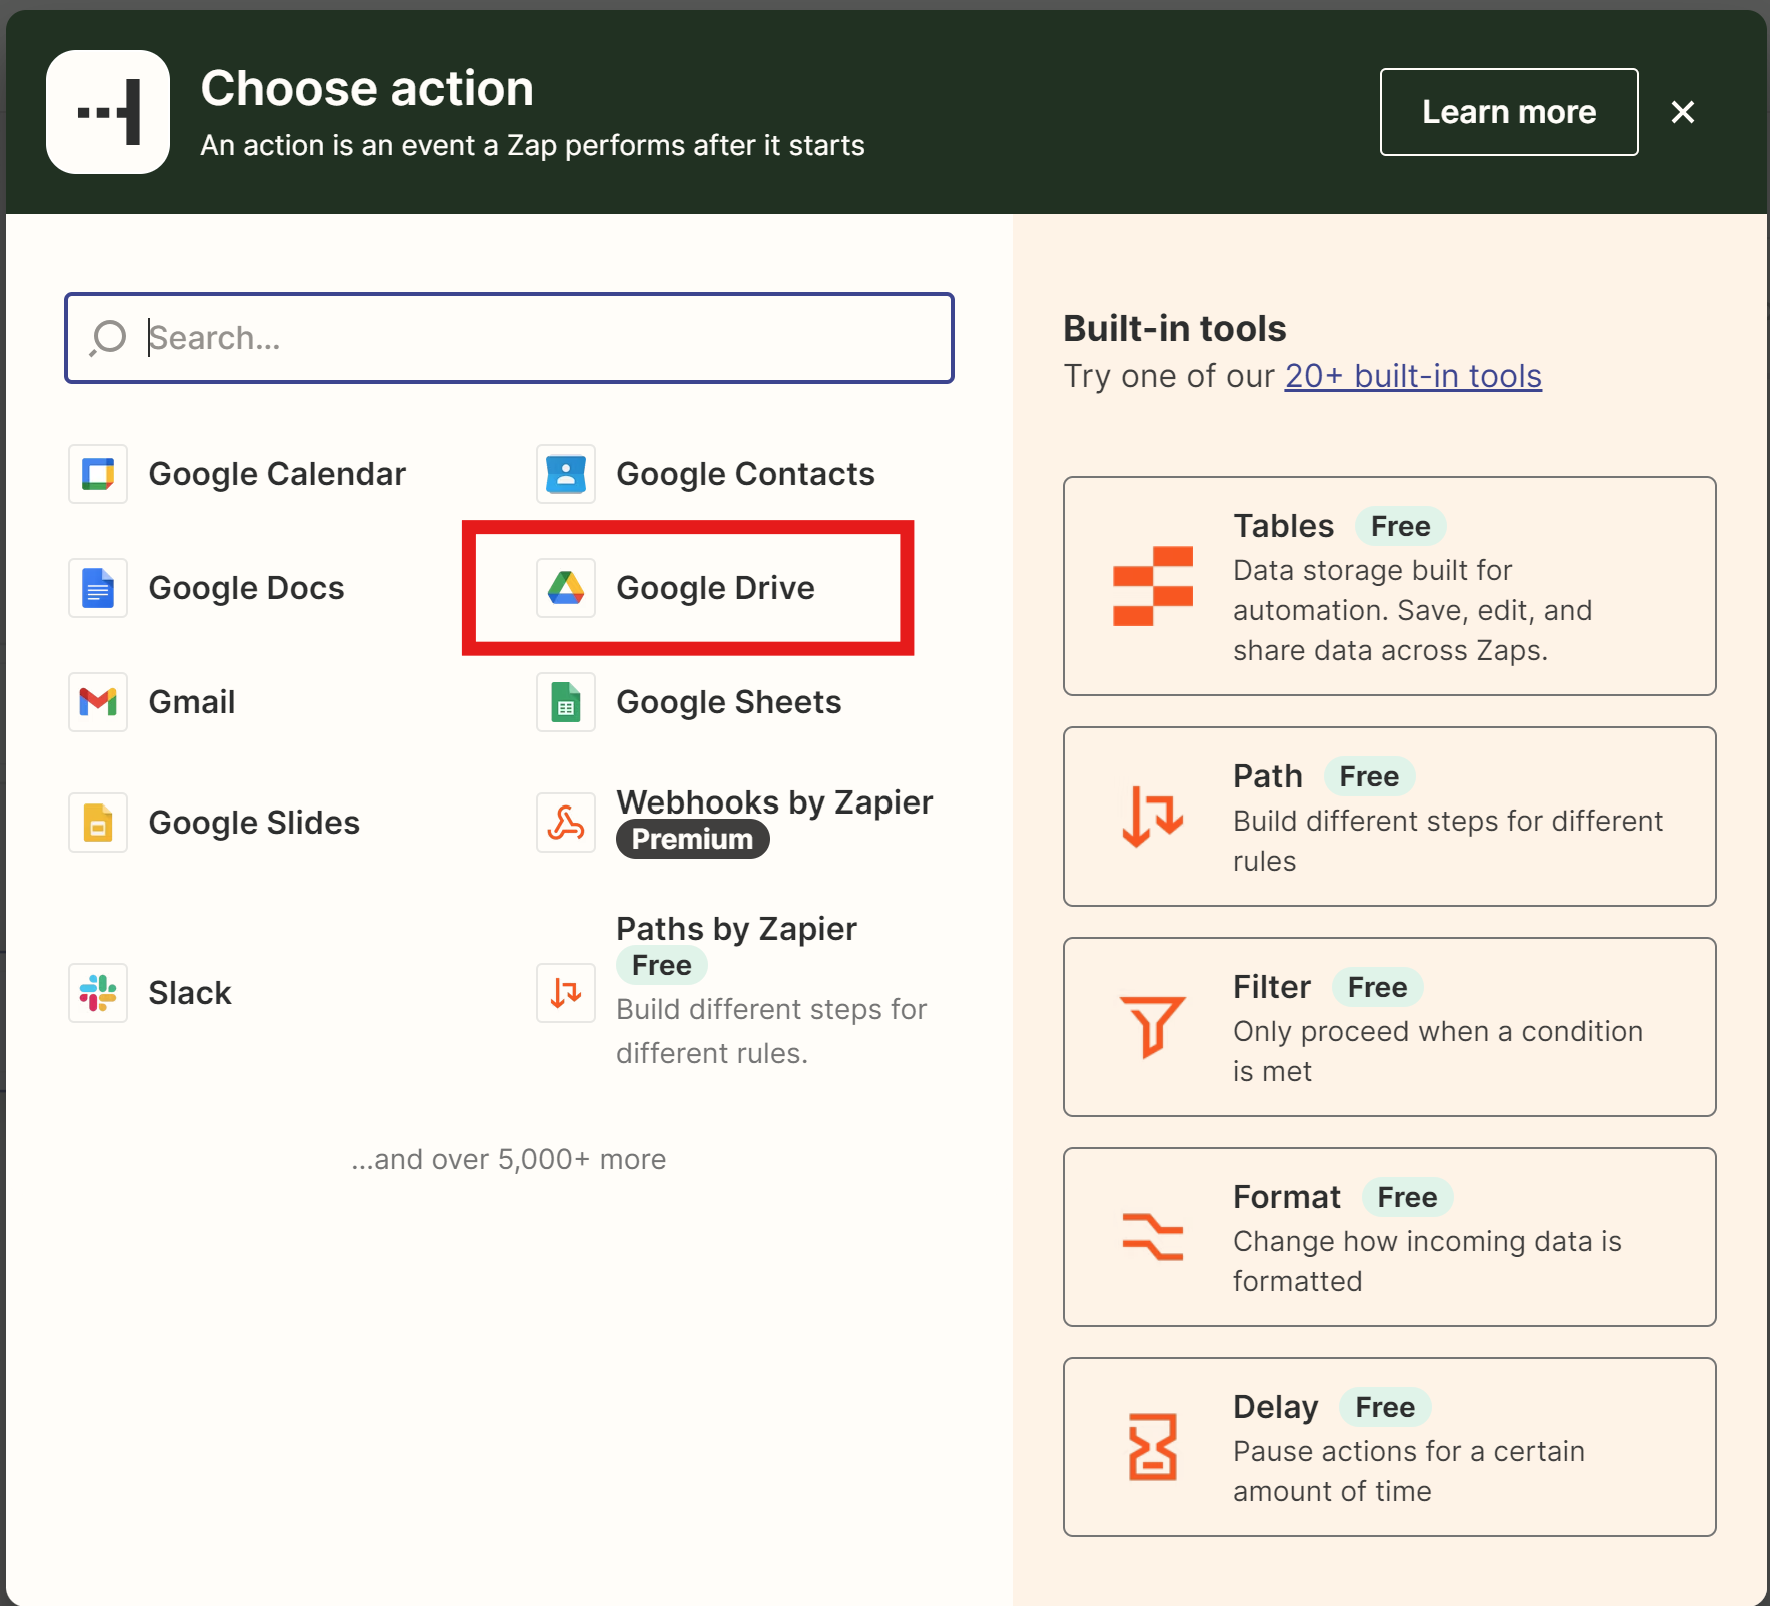 Choose action
An action is an event a Zap performs after it starts
Learn more
Search...
Google Calendar
Google Contacts
Google Docs
Google Drive
Gmail
Google Sheets
Google Slides
Webhooks by Zapier
Premium
Slack
Paths by Zapier
Free
Build different steps for
different rules.
...and over 5,000+ more
Built-in tools
Try one of our 20+ built-in tools
Tables Free
Data storage built for
automation. Save, edit, and
share data across Zaps.
Path Free
Build different steps for different
rules
Filter Free
Only proceed when a condition
is met
Format Free
Change how incoming data is
formatted
Delay Free
Pause actions for a certain
amount of time